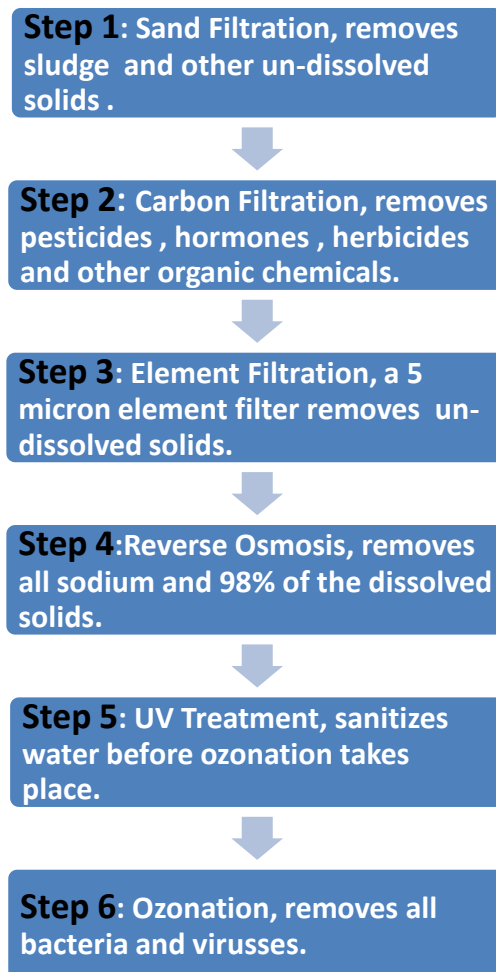 Step 1: Sand Filtration, removes
sludge and other un-dissolved
solids .
Step 2: Carbon Filtration, removes
pesticides , hormones , herbicides
and other organic chemicals.
Step 3: Element Filtration, a 5
micron element filter removes un-
dissolved solids.
Step 4:Reverse Osmosis, removes
all sodium and 98% of the dissolved
solids.
Step 5: UV Treatment, sanitizes
water before ozonation takes
place.
Step 6: Ozonation, removes all
bacteria and virusses.